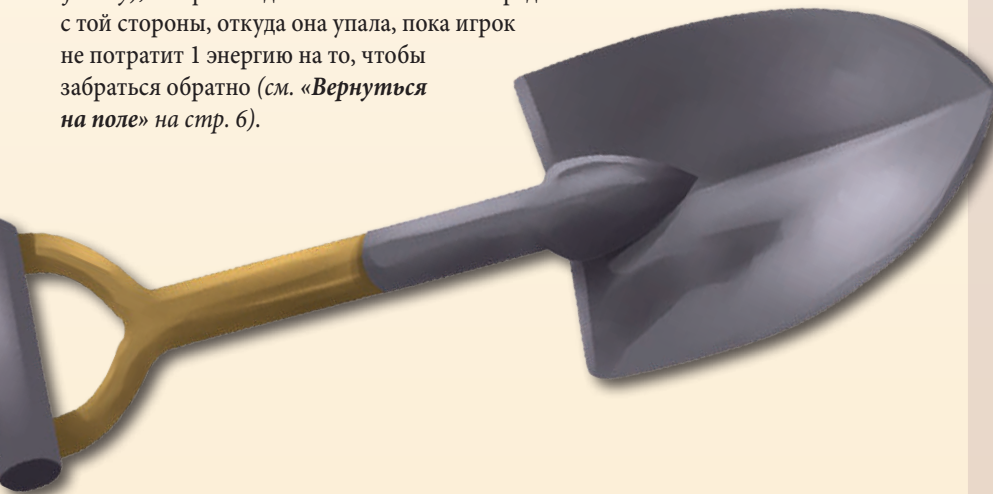 с той стороны, откуда она упала, пока игрок
не потратит 1 энергию на то, чтобы
забраться обратно (см. «Вернуться
на поле» на стр. 6).